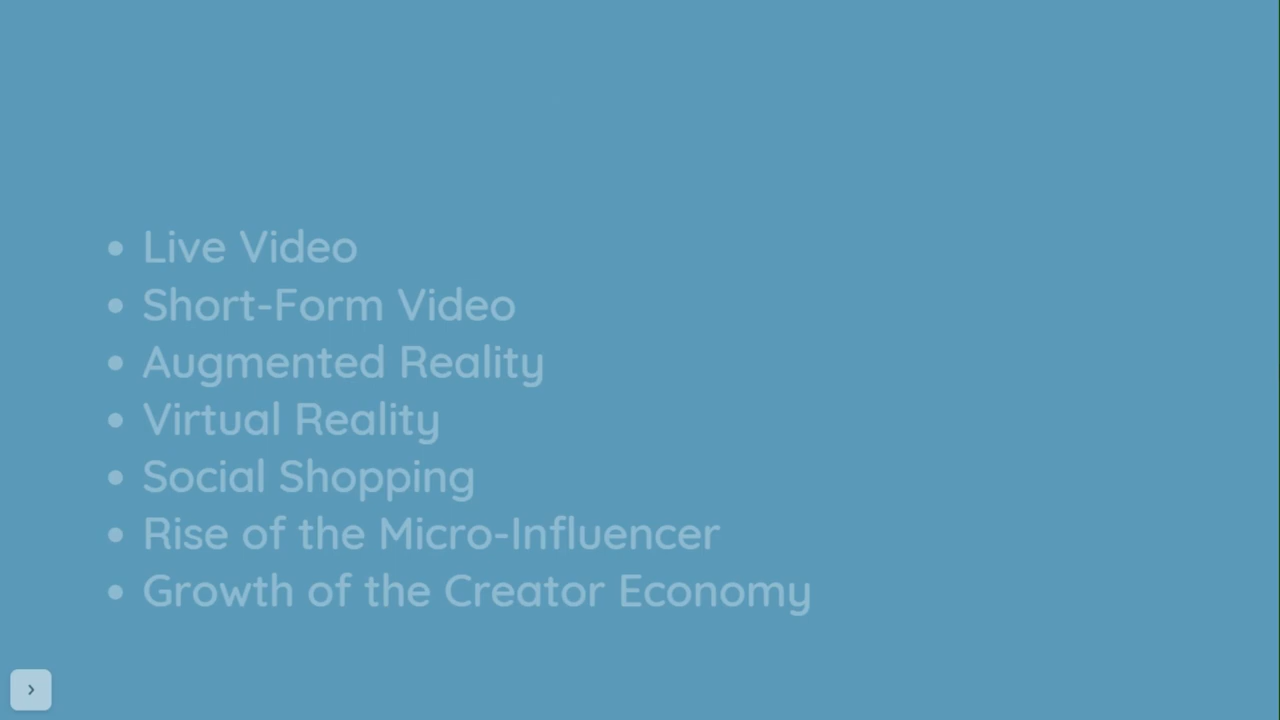 • Live Video
• Short-Form Video
• Augmented Reality
• Virtual Reality
• Social Shopping
• Rise of the Micro-Influencer
• Growth of the Creator Economy